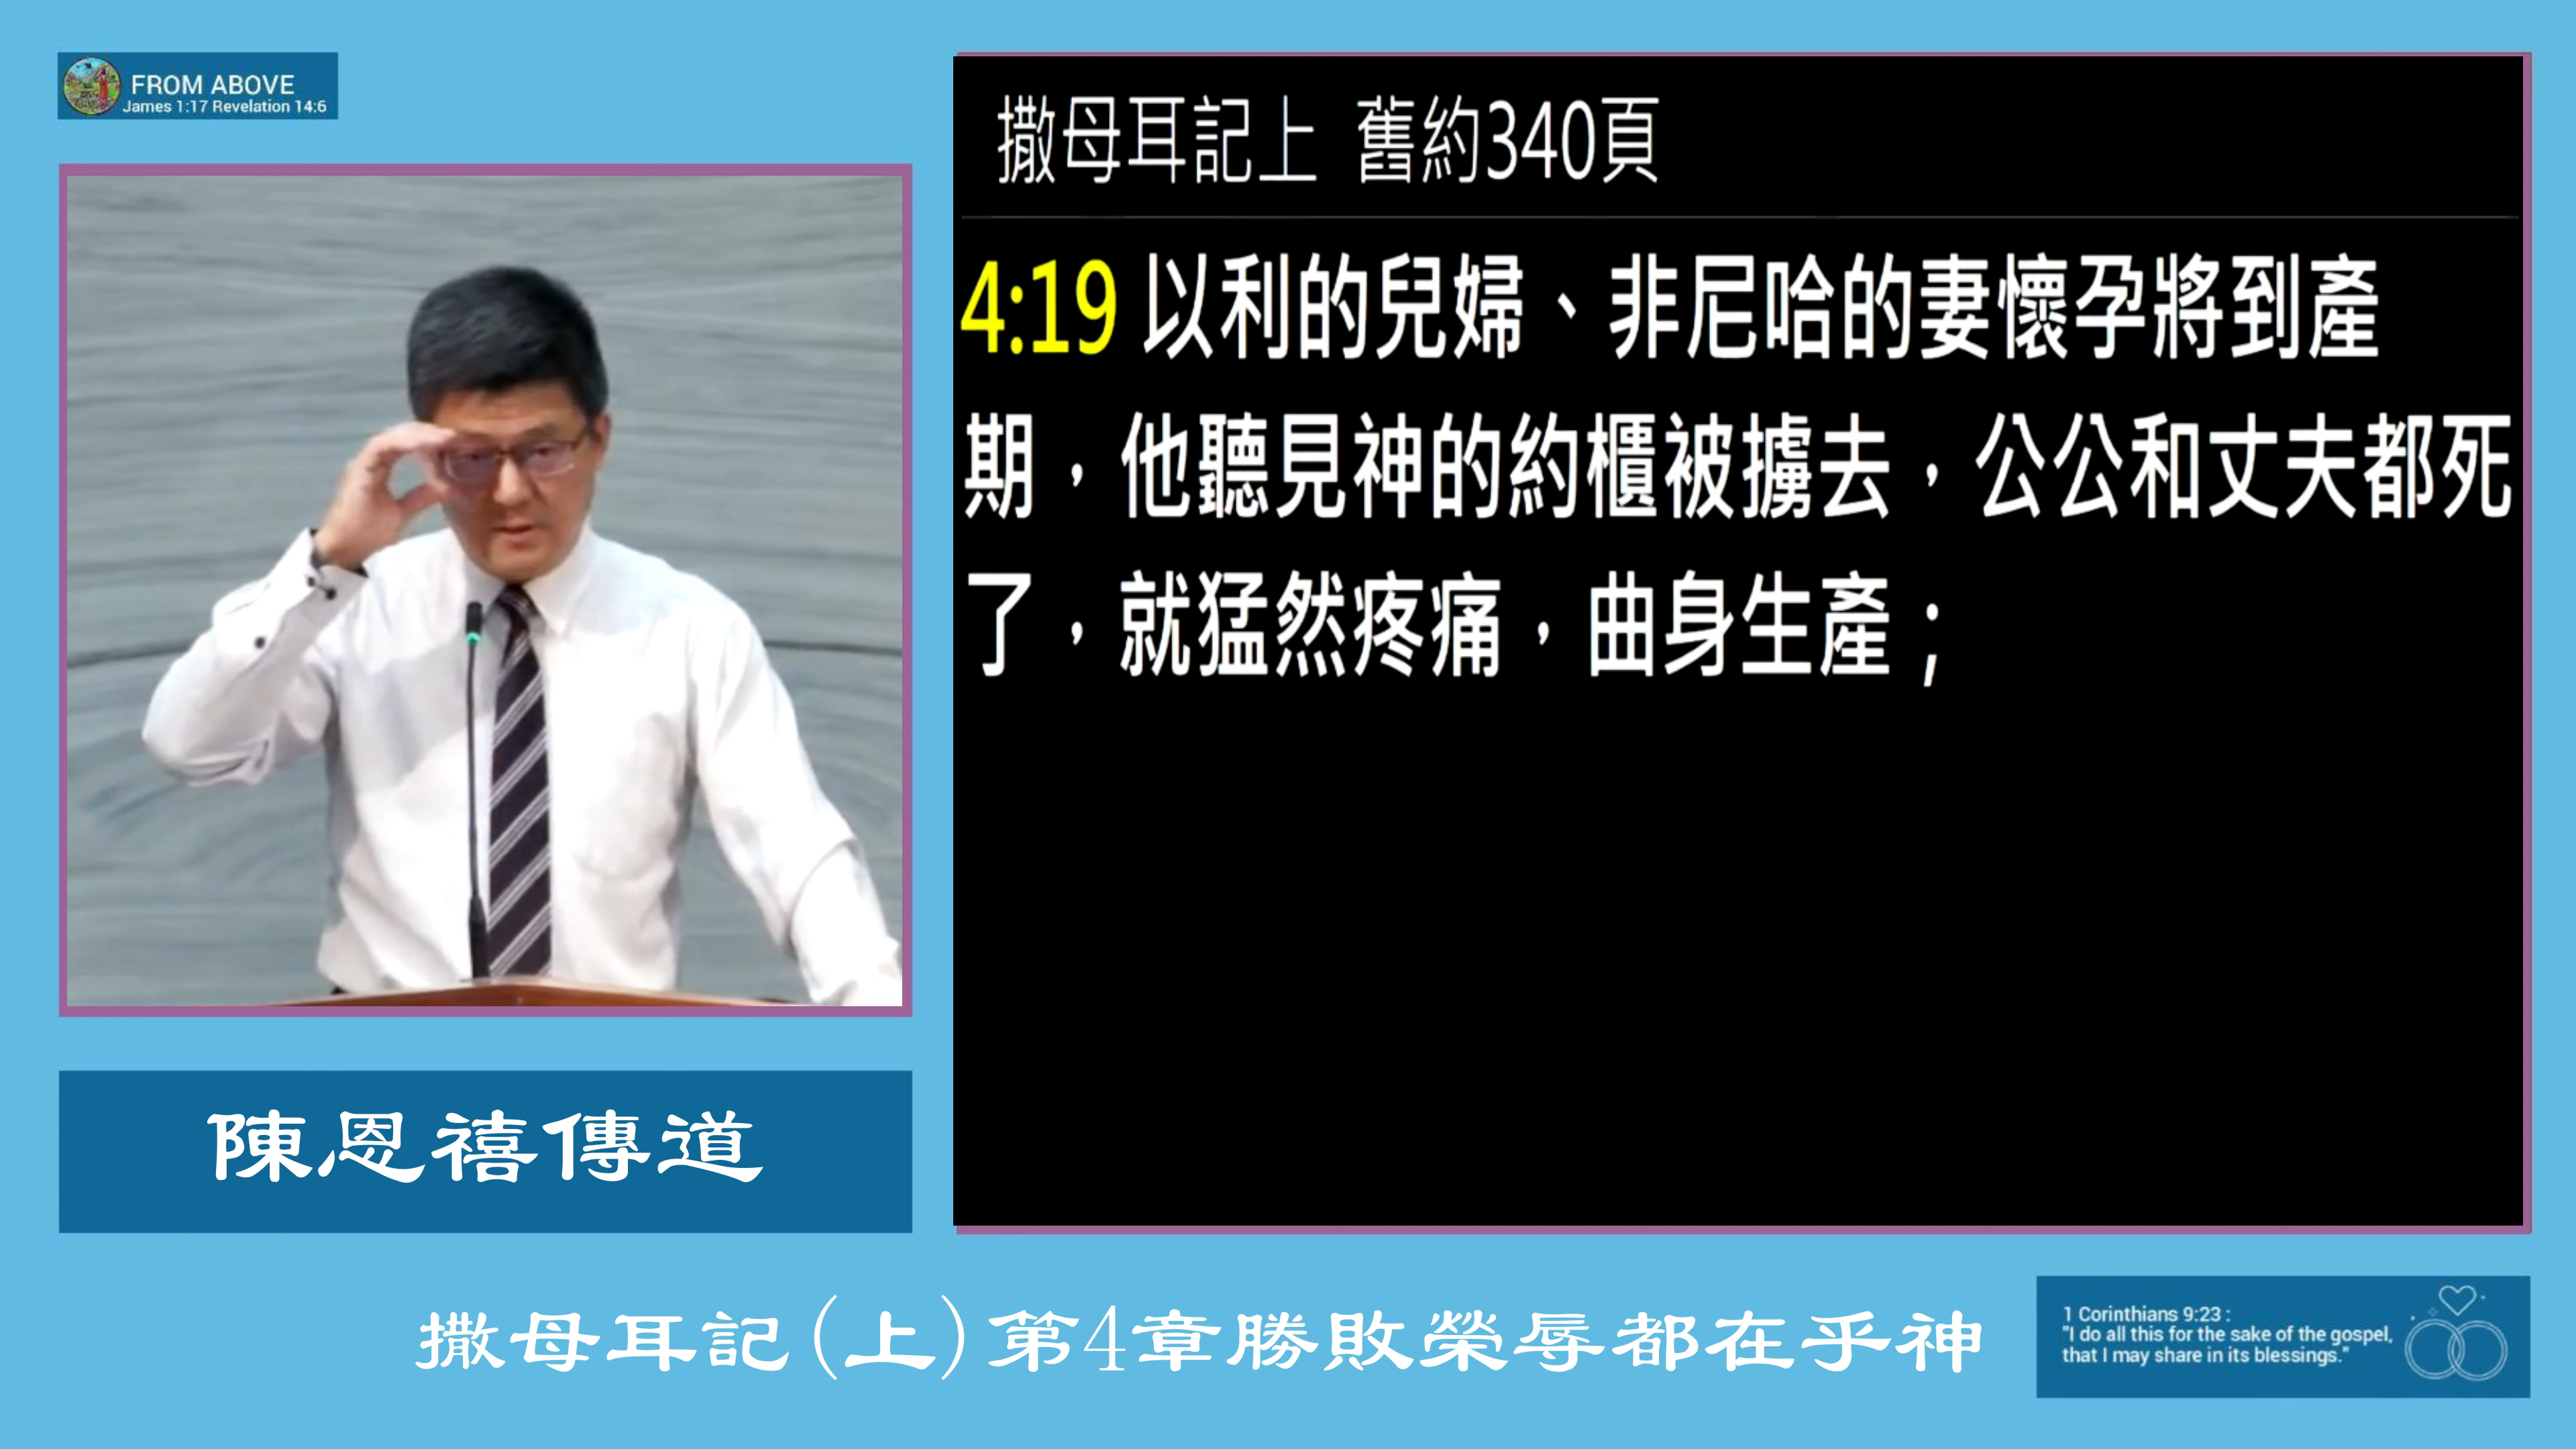 FROM ABOVE
James 1:17 Revelation 14:6
撒母耳記上 舊約340頁
4:19 以利的兒婦、非尼哈的妻懷孕將到產
期，他聽見神的約櫃被擄去，公公和丈夫都死
了，就猛然疼痛，曲身生產；
陳恩禧傳道
撒母耳記(上)第4章勝敗榮辱都在乎神
1 Corinthians 9:23 :
"I do all this for the sake of the gospel,
that I may share in its blessings."